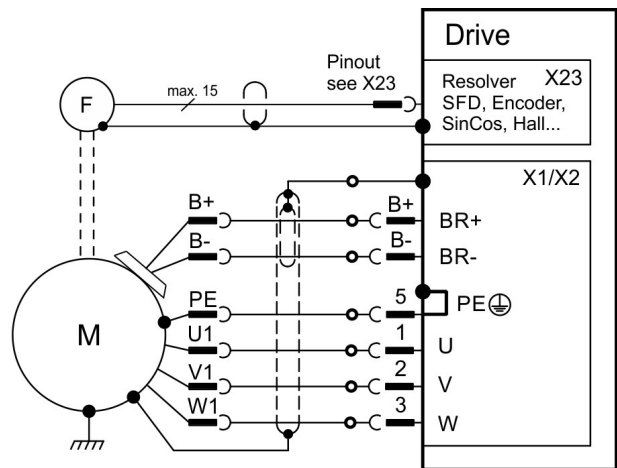 Drive
Pinout
see X23
max. 15
F
Resolver X23
SFD, Encoder,
SinCos, Hall...
X1/X2
B+ B+ BR+
B- B- BR-
PE 5 PE
M
U1 1 U
V1 2 V
W1 3 W